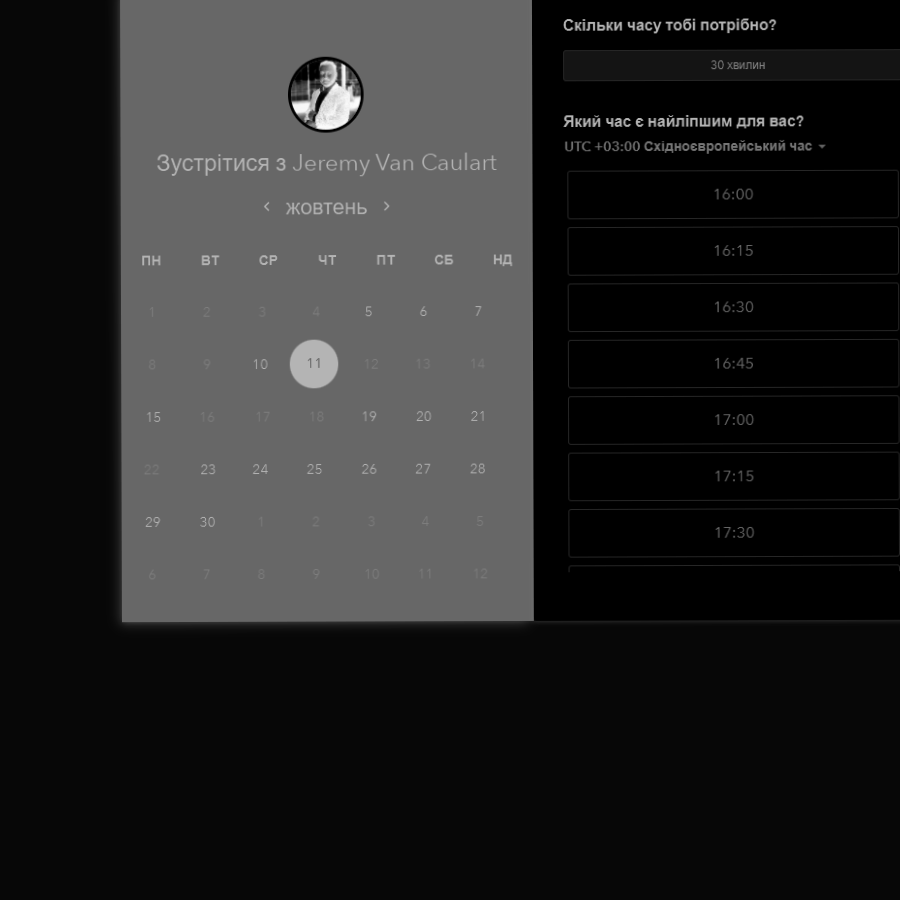 Зустрітися з Jeremy Van Caulart
жовтень
ПН ВТ СР ЧТ ПТ СБ НД
1 2 3 4 5 6 7
8 9 10 11 12 13 14
15 16 17 18 19 20 21
22 23 24 25 26 27 28
29 30 1 2 3 4 5
6 7 8 9 10 11 12
Скільки часу тобі потрібно?
30 хвилин
Який час є найліпшим для вас?
UTC +03:00 Східноєвропейський час
16:00
16:15
16:30
16:45
17:00
17:15
17:30